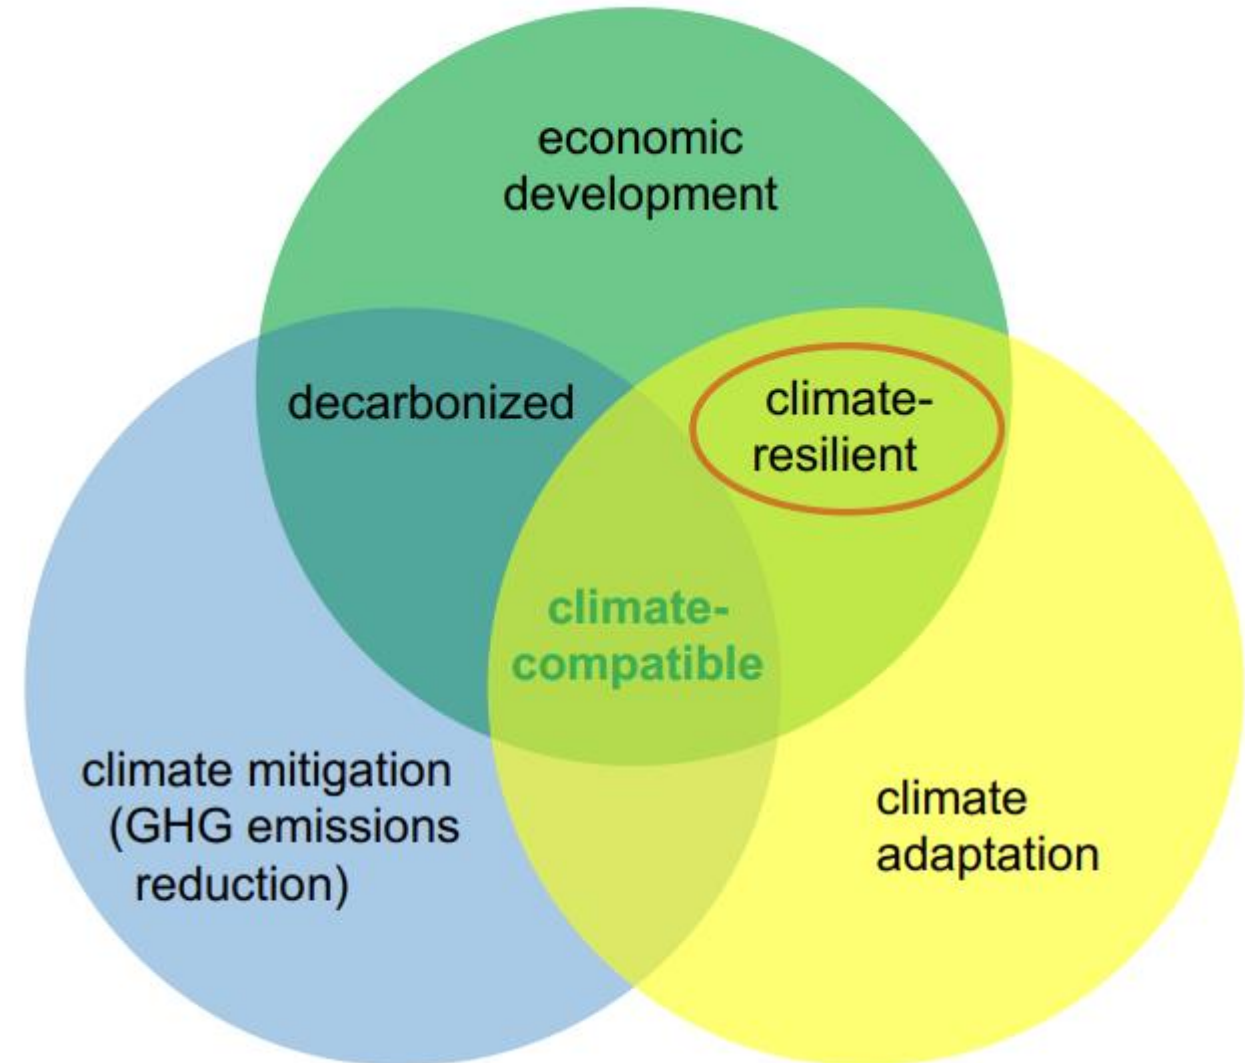 economic
development
decarbonized
climate-
resilient
climate-
compatible
climate mitigation
(GHG emissions
reduction)
climate
adaptation